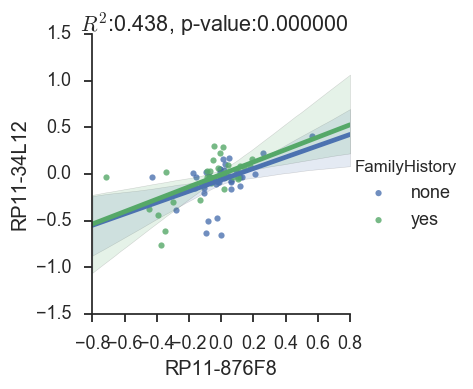 R²:0.438, p-value:0.000000
1.5
1.0
0.5
0.0
−0.5
−1.0
−1.5
RP11-34L12
−0.8 −0.6 −0.4 −0.2 0.0 0.2 0.4 0.6 0.8
RP11-876F8
FamilyHistory
none
yes